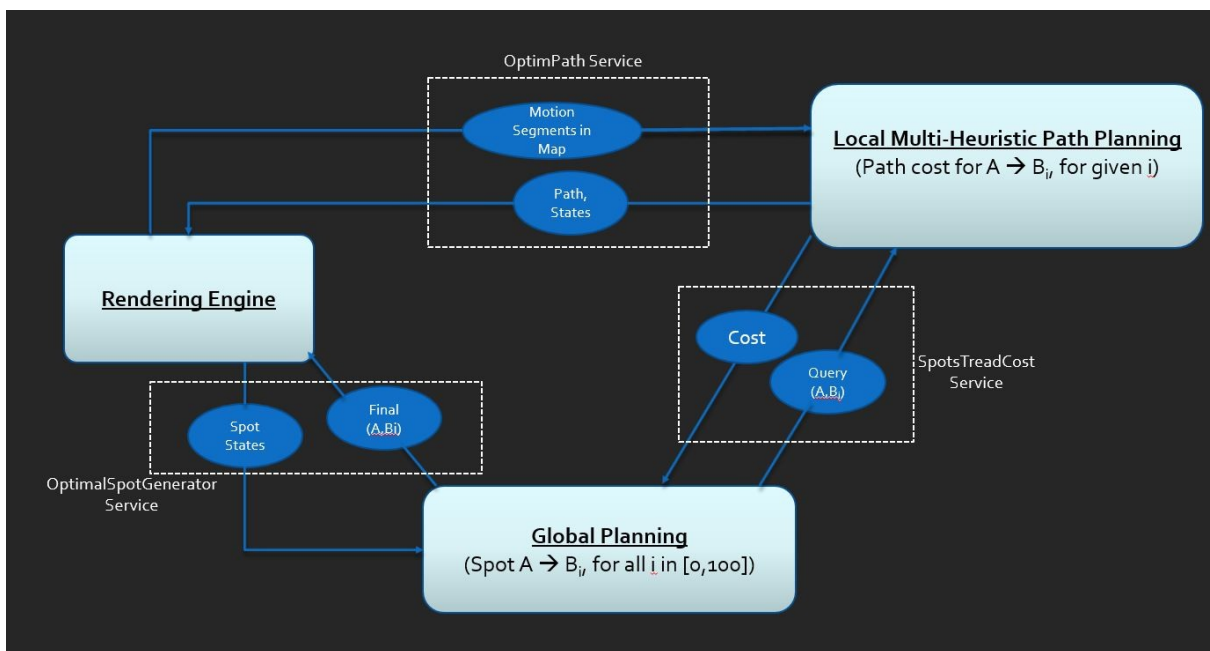 OptimPath Service
Motion
Segments in
Map
Local Multi-Heuristic Path Planning
(Path cost for A → Bi, for given i)
Path,
States
Rendering Engine
Cost
Query
(A,Bi)
SpotsTreadCost
Service
Final
(A,Bi)
Spot
States
OptimalSpotGenerator
Service
Global Planning
(Spot A → Bi, for all i in [0,100])